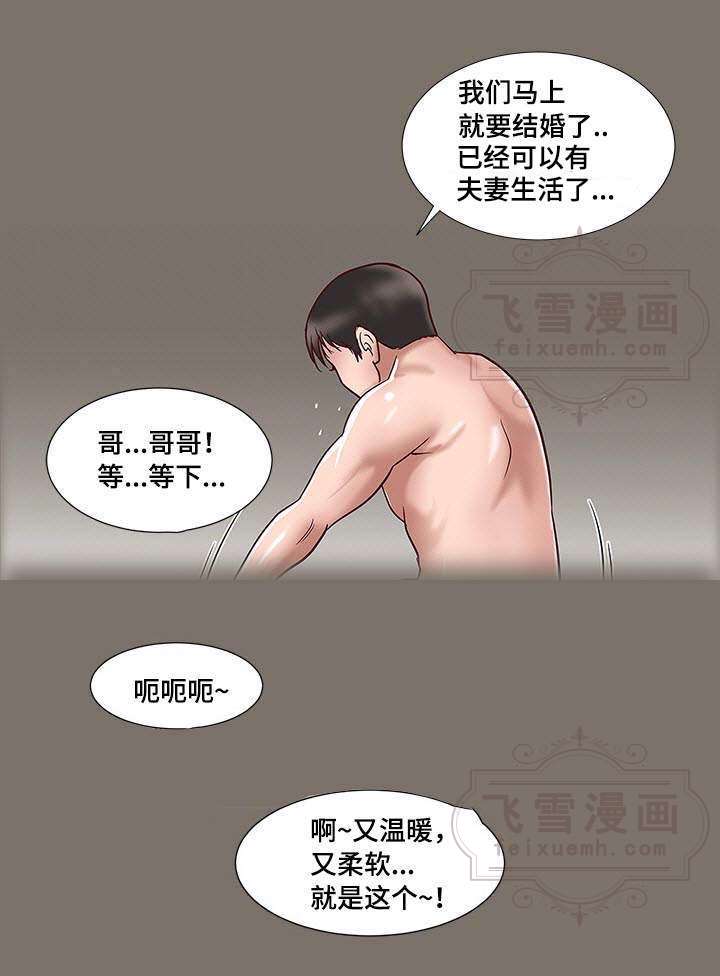 我们马上
就要结婚了..
已经可以有
夫妻生活了...
飞雪漫画
feixuemh.com
哥...哥哥！
等...等下...
呃呃呃~
飞雪漫画
feixuemh.com
啊~又温暖，
又柔软...
就是这个~！